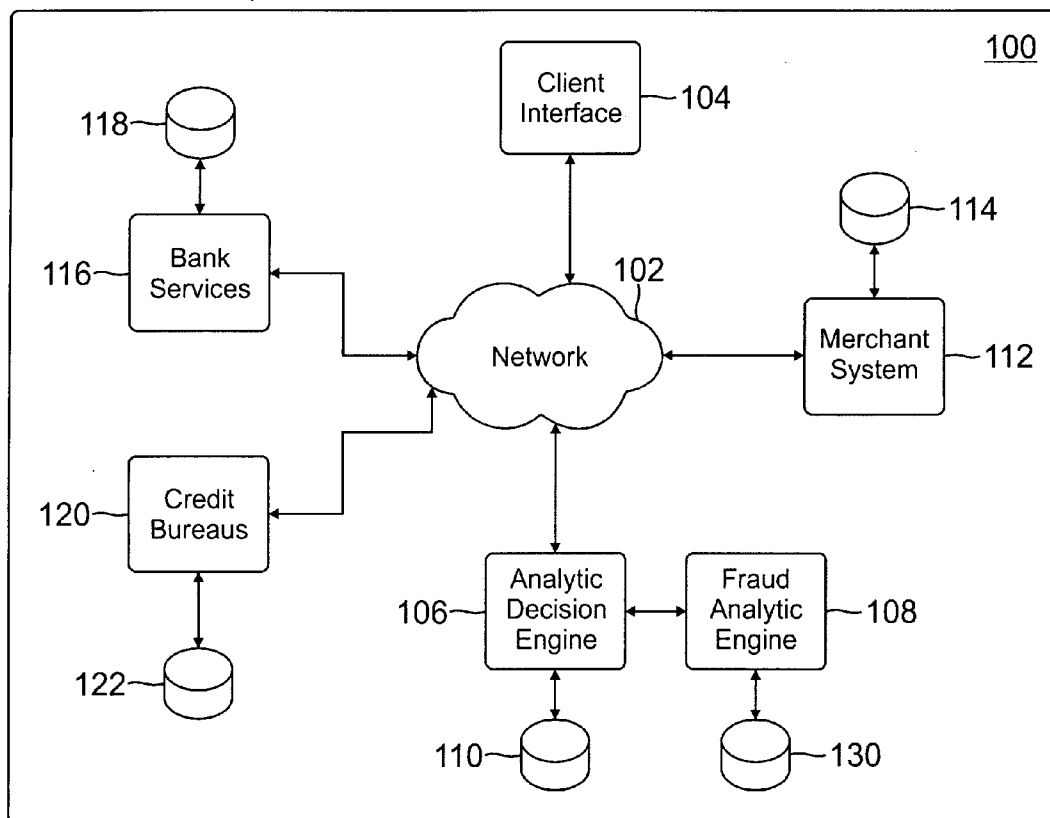 100
Client
Interface
104
118
114
116
Bank
Services
102
Network
Merchant
System
112
120
Credit
Bureaus
106
Analytic
Decision
Engine
Fraud
Analytic
Engine
108
122
110
130